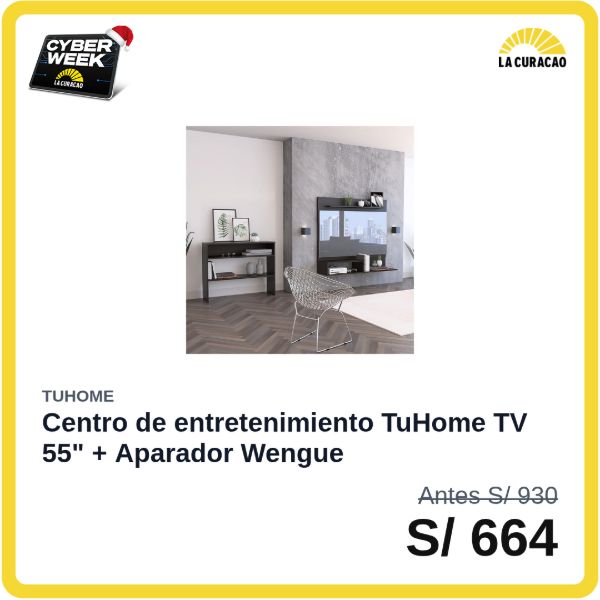 CYBER
WEEK
LA CURACAO
LA CURACAO
TUHOME
Centro de entretenimiento TuHome TV
55" + Aparador Wengue
Antes S/ 930
S/ 664